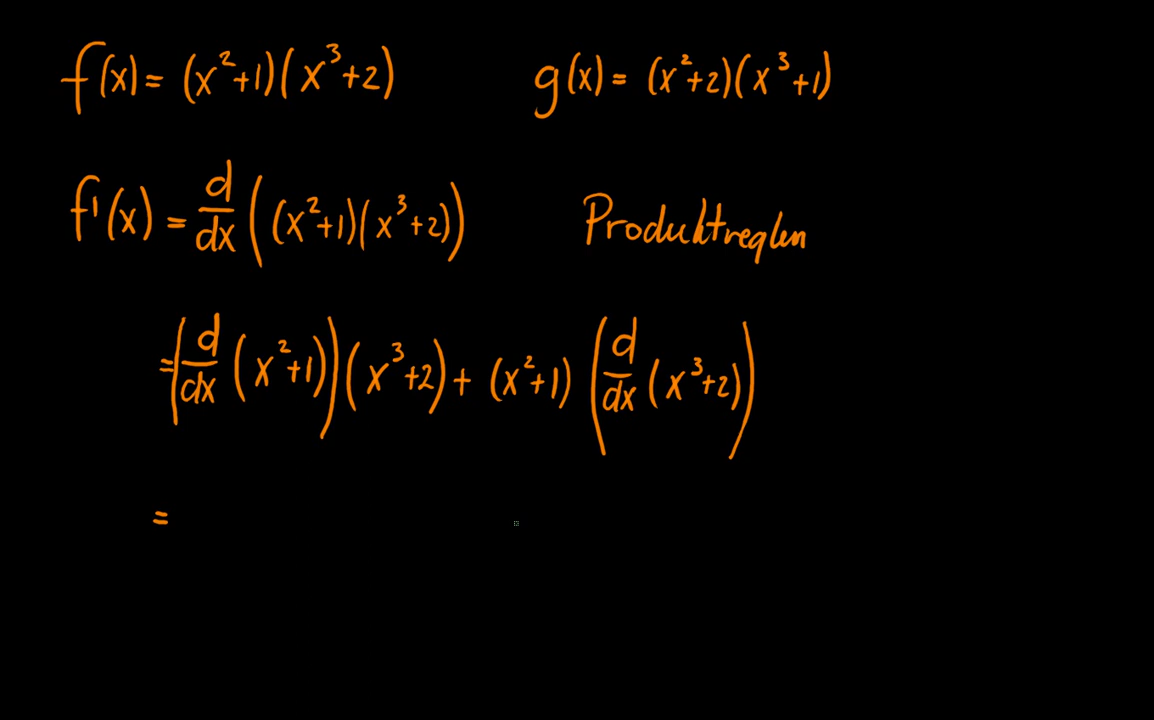 f(x) = (x²+1)(x³+2) g(x) = (x²+2)(x³+1)
f'(x) = d/dx ((x²+1)(x³+2)) Produktreglen
= (d/dx (x²+1)) (x³+2) + (x²+1) (d/dx (x³+2))
=